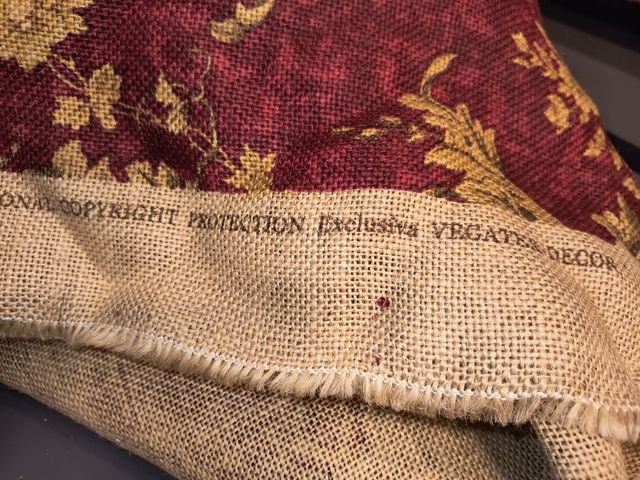 ONAL COPYRIGHT PROTECTION Exclusiva VEGATEX DECOR